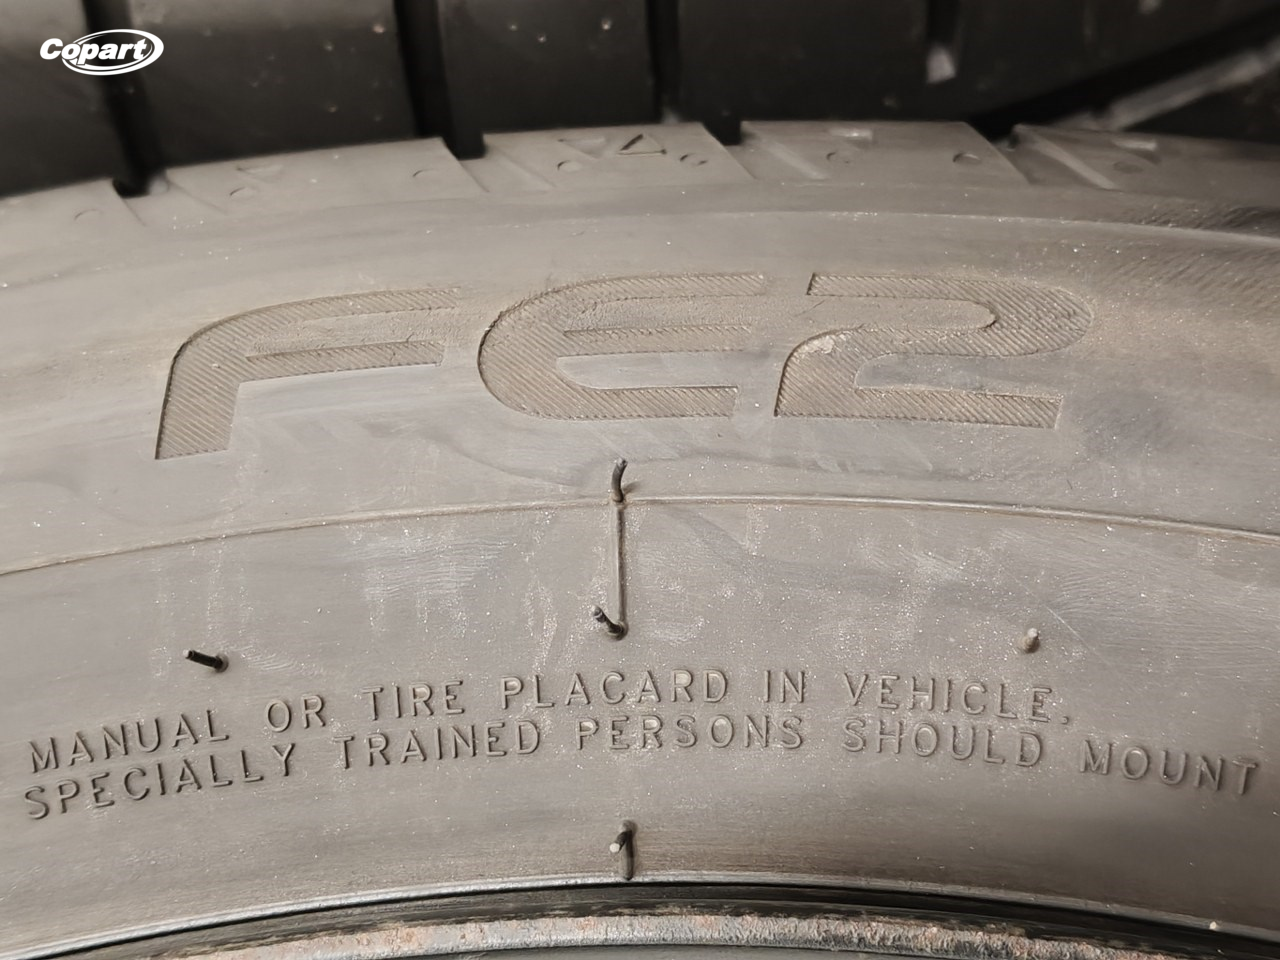 Copart
FE2
MANUAL OR TIRE PLACARD IN VEHICLE.
SPECIALLY TRAINED PERSONS SHOULD MOUNT